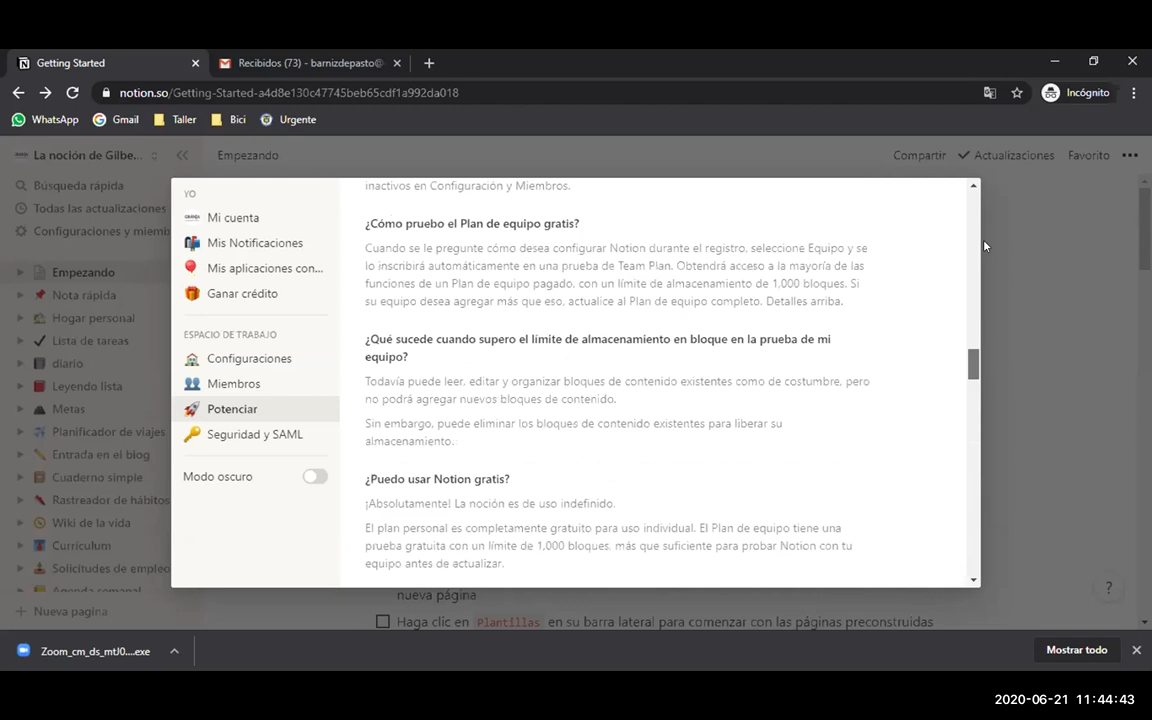 Getting Started
Recibidos (73) - barnizdepasto@
notion.so/Getting-Started-a4d8e130c47745beb65cdf1a992da018
Incógnito
WhatsApp
Gmail
Taller
Bici
Urgente
La noción de Gilbe...
Empezando
Compartir
Actualizaciones
Favorito
Búsqueda rápida
Todas las actualizaciones
Configuraciones y miemb
Empezando
Nota rápida
Hogar personal
Lista de tareas
diario
Leyendo lista
Metas
Planificador de viajes
Entrada en el blog
Cuaderno simple
Rastreador de hábitos
Wiki de la vida
Currículum
Solicitudes de empleo
Agenda semanal
Nueva pagina
YO
Mi cuenta
Mis Notificaciones
Mis aplicaciones con...
Ganar crédito
ESPACIO DE TRABAJO
Configuraciones
Miembros
Potenciar
Seguridad y SAML
Modo oscuro
inactivos en Configuración y Miembros.
¿Cómo pruebo el Plan de equipo gratis?
Cuando se le pregunte cómo desea configurar Notion durante el registro, seleccione Equipo y se
lo inscribirá automáticamente en una prueba de Team Plan. Obtendrá acceso a la mayoría de las
funciones de un Plan de equipo pagado, con un límite de almacenamiento de 1,000 bloques. Si
su equipo desea agregar más que eso, actualice al Plan de equipo completo. Detalles arriba.
¿Qué sucede cuando supero el límite de almacenamiento en bloque en la prueba de mi
equipo?
Todavía puede leer, editar y organizar bloques de contenido existentes como de costumbre, pero
no podrá agregar nuevos bloques de contenido.
Sin embargo, puede eliminar los bloques de contenido existentes para liberar su
almacenamiento.
¿Puedo usar Notion gratis?
¡Absolutamente! La noción es de uso indefinido.
El plan personal es completamente gratuito para uso individual. El Plan de equipo tiene una
prueba gratuita con un límite de 1,000 bloques, más que suficiente para probar Notion con tu
equipo antes de actualizar.
nueva página
Haga clic en Plantillas en su barra lateral para comenzar con las páginas preconstruidas
?
Zoom_cm_ds_mtJ0....exe
Mostrar todo
2020-06-21 11:44:43